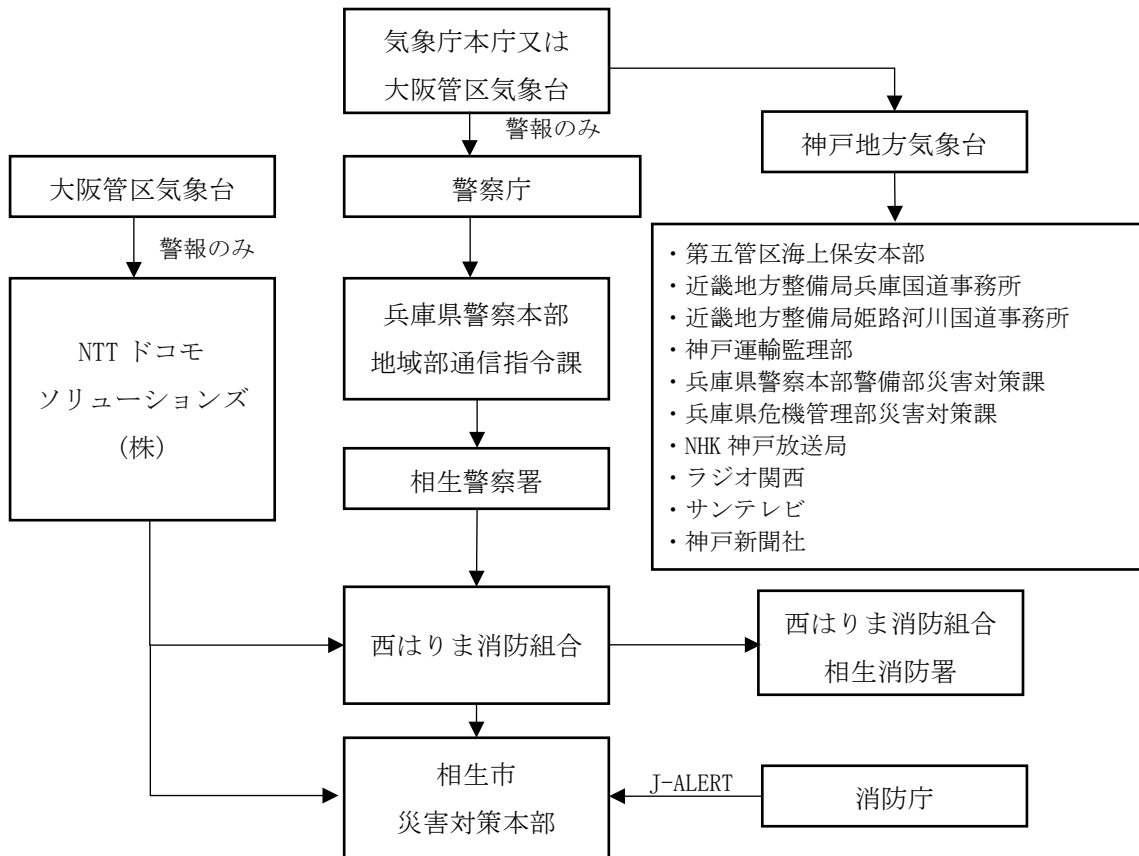 気象庁本庁又は
大阪管区気象台
警報のみ
神戸地方気象台
大阪管区気象台
警察庁
警報のみ
・第五管区海上保安本部
・近畿地方整備局兵庫国道事務所
・近畿地方整備局姫路河川国道事務所
・神戸運輸監理部
・兵庫県警察本部警備部災害対策課
・兵庫県危機管理部災害対策課
・NHK 神戸放送局
・ラジオ関西
・サンテレビ
・神戸新聞社
NTT ドコモ
ソリューションズ
(株)
兵庫県警察本部
地域部通信指令課
相生警察署
西はりま消防組合
西はりま消防組合
相生消防署
相生市
災害対策本部
J-ALERT
消防庁